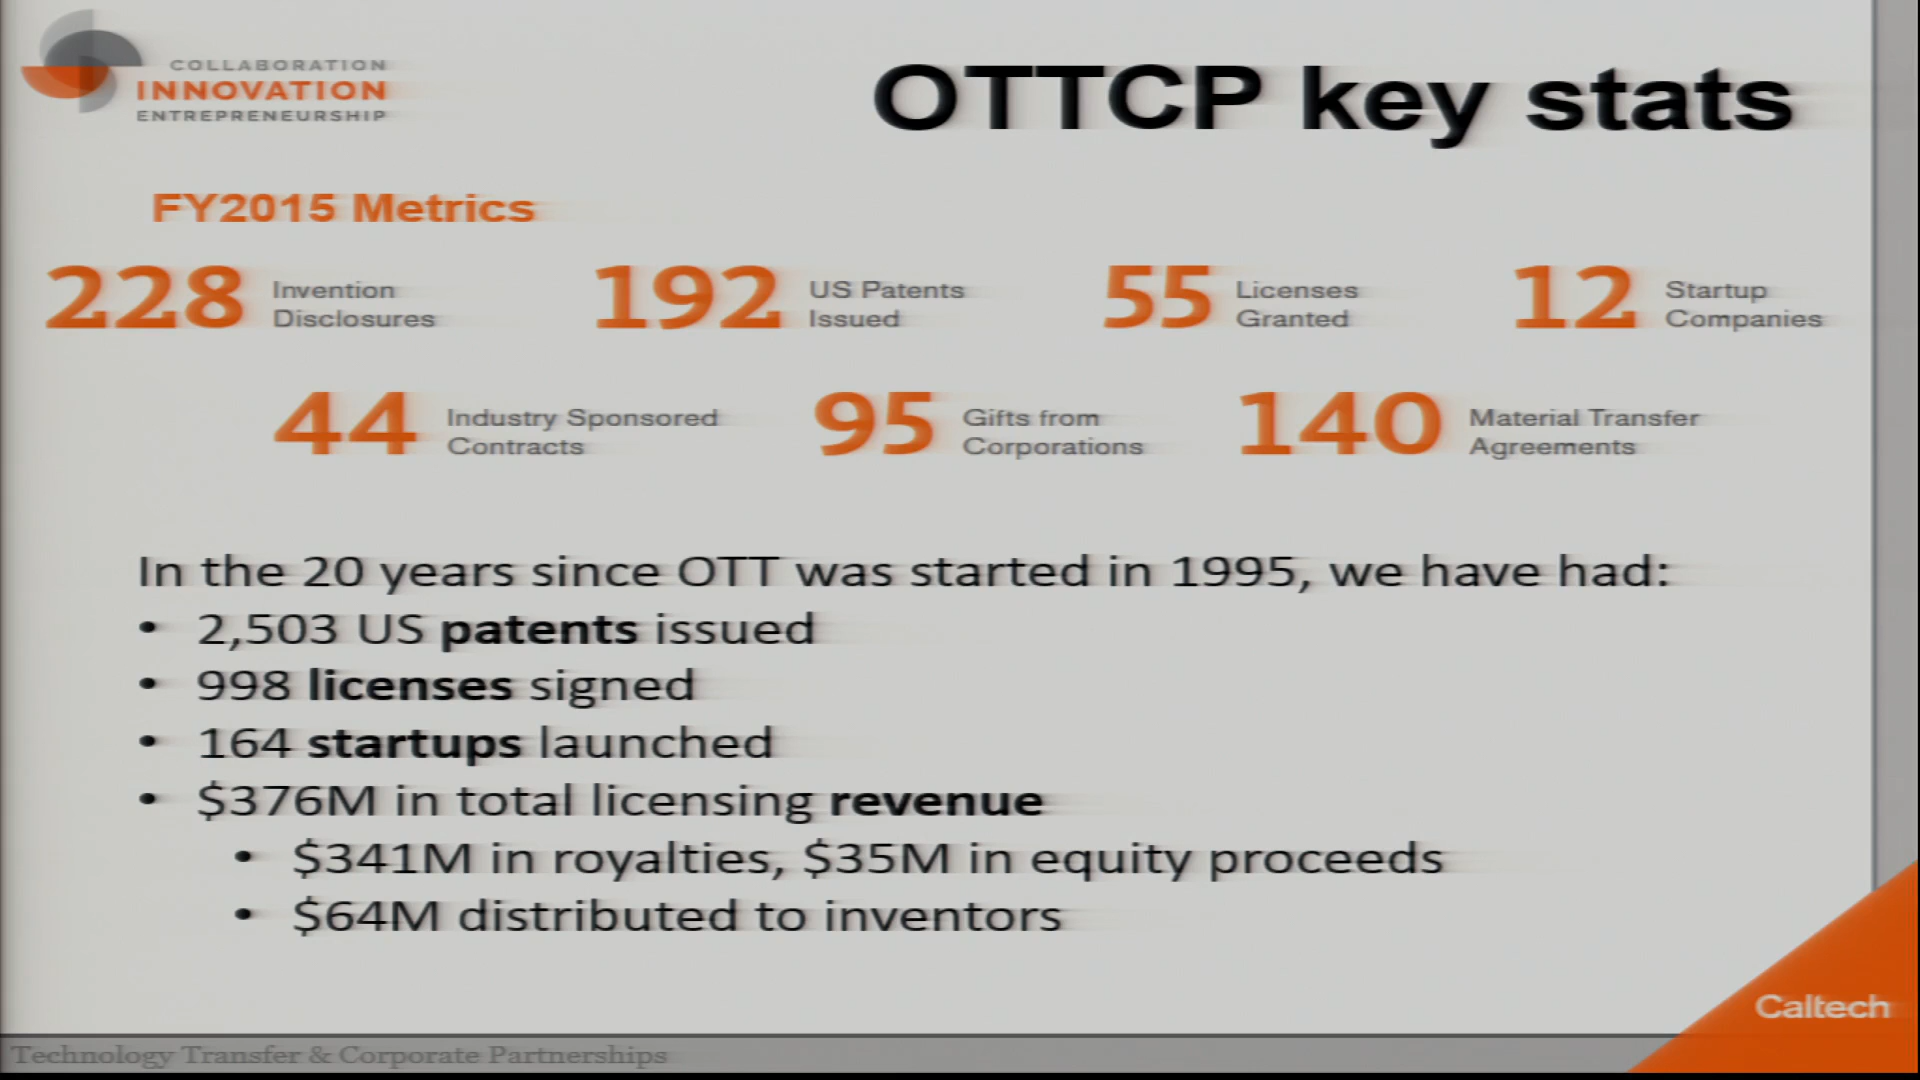 COLLABORATION
INNOVATION
ENTREPRENEURSHIP
OTTCP key stats
FY2015 Metrics
228 Invention Disclosures
192 US Patents Issued
55 Licenses Granted
12 Startup Companies
44 Industry Sponsored Contracts
95 Gifts from Corporations
140 Material Transfer Agreements
In the 20 years since OTT was started in 1995, we have had:
• 2,503 US patents issued
• 998 licenses signed
• 164 startups launched
• $376M in total licensing revenue
• $341M in royalties, $35M in equity proceeds
• $64M distributed to inventors
Caltech
Technology Transfer & Corporate Partnerships